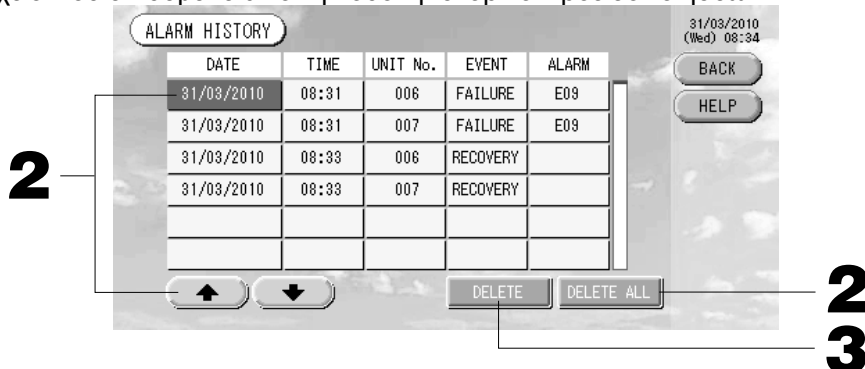 ALARM HISTORY
31/03/2010
(Wed) 08:34
DATE TIME UNIT No. EVENT ALARM
BACK
31/03/2010 08:31 006 FAILURE E09
HELP
31/03/2010 08:31 007 FAILURE E09
31/03/2010 08:33 006 RECOVERY
2
31/03/2010 08:33 007 RECOVERY
DELETE DELETE ALL
2
3